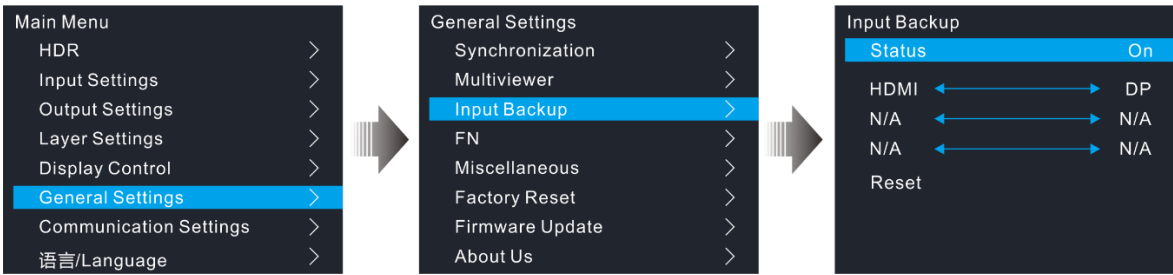 Main Menu
HDR
Input Settings
Output Settings
Layer Settings
Display Control
General Settings
Communication Settings
语言/Language
General Settings
Synchronization
Multiviewer
Input Backup
FN
Miscellaneous
Factory Reset
Firmware Update
About Us
Input Backup
Status On
HDMI DP
N/A N/A
N/A N/A
Reset